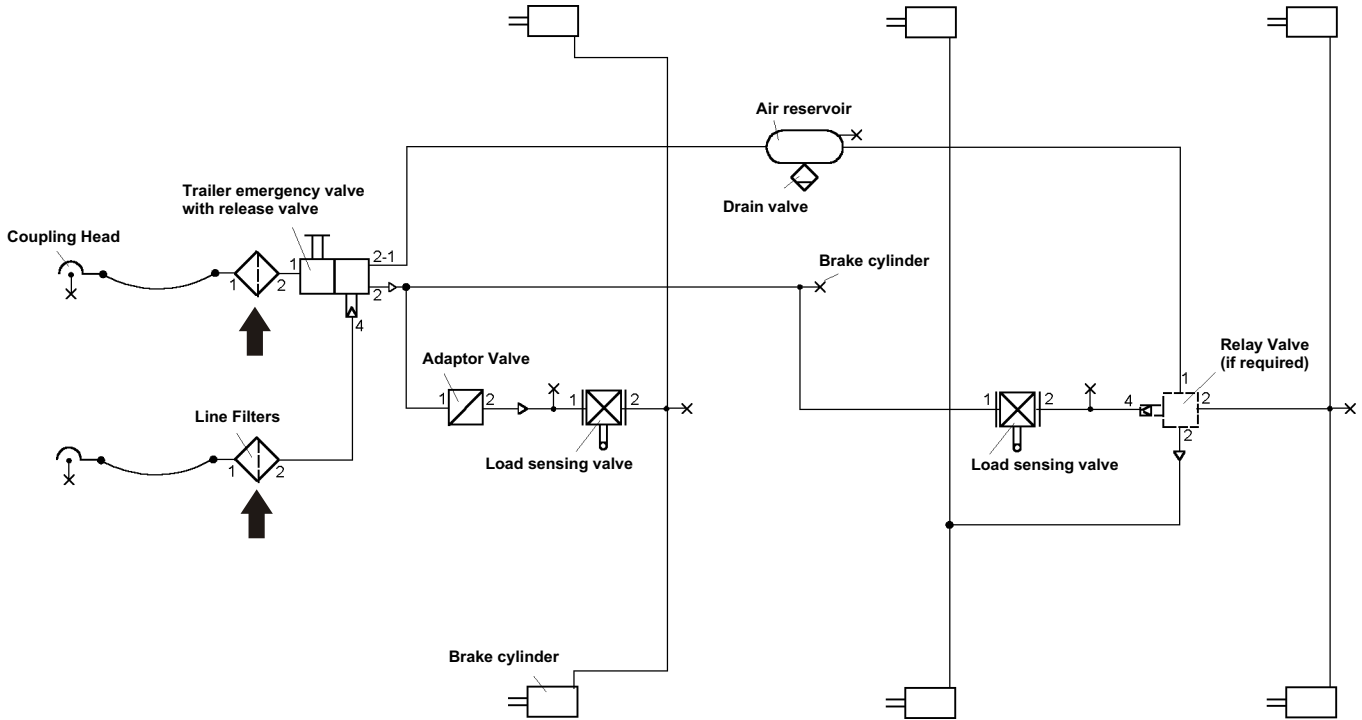 Air reservoir
Trailer emergency valve
with release valve
Drain valve
Coupling Head
2-1
1
Brake cylinder
1
2
2
4
Relay Valve
(if required)
Adaptor Valve
1
1
2
1
2
1
2
4
2
Line Filters
2
1
2
Load sensing valve
Load sensing valve
Brake cylinder